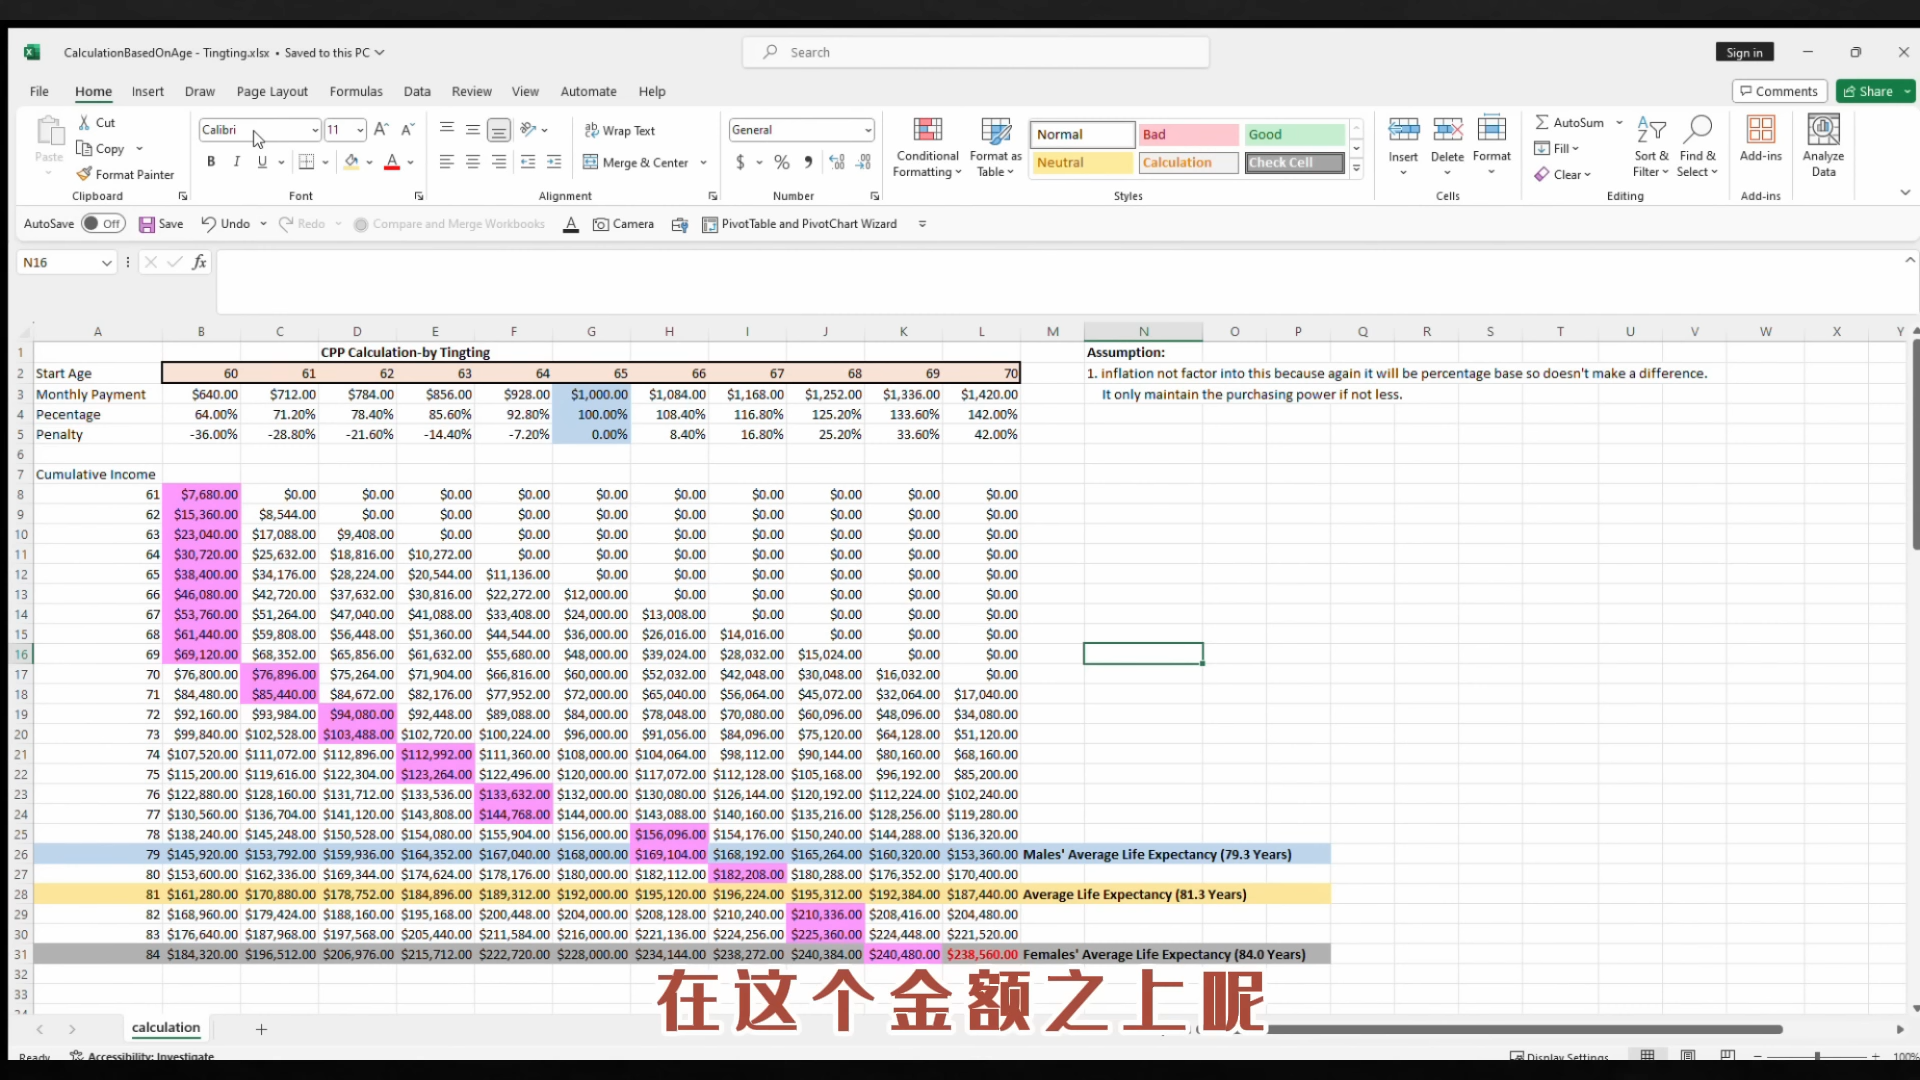 CalculationBasedOnAge - Tingting.xlsx • Saved to this PC
Search
Sign in
File Home Insert Draw Page Layout Formulas Data Review View Automate Help
Comments Share
Paste Cut Copy Format Painter Clipboard
Calibri 11 B I U Font
Wrap Text Merge & Center Alignment
General $ % Number
Conditional Formatting Format as Table
Normal Bad Good
Neutral Calculation Check Cell
Styles
Insert Delete Format Cells
AutoSum Fill Clear Sort & Filter Find & Select Editing
Add-ins Add-ins
Analyze Data
AutoSave Off Save Undo Redo Compare and Merge Workbooks A Camera PivotTable and PivotChart Wizard
N16 fx
A B C D E F G H I J K L M N O P Q R S T U V W X Y
1 CPP Calculation-by Tingting Assumption:
2 Start Age 60 61 62 63 64 65 66 67 68 69 70 1. inflation not factor into this because again it will be percentage base so doesn't make a difference.
3 Monthly Payment $640.00 $712.00 $784.00 $856.00 $928.00 $1,000.00 $1,084.00 $1,168.00 $1,252.00 $1,336.00 $1,420.00 It only maintain the purchasing power if not less.
4 Pecentage 64.00% 71.20% 78.40% 85.60% 92.80% 100.00% 108.40% 116.80% 125.20% 133.60% 142.00%
5 Penalty -36.00% -28.80% -21.60% -14.40% -7.20% 0.00% 8.40% 16.80% 25.20% 33.60% 42.00%
6
7 Cumulative Income
8 61 $7,680.00 $0.00 $0.00 $0.00 $0.00 $0.00 $0.00 $0.00 $0.00 $0.00 $0.00
9 62 $15,360.00 $8,544.00 $0.00 $0.00 $0.00 $0.00 $0.00 $0.00 $0.00 $0.00 $0.00
10 63 $23,040.00 $17,088.00 $9,408.00 $0.00 $0.00 $0.00 $0.00 $0.00 $0.00 $0.00 $0.00
11 64 $30,720.00 $25,632.00 $18,816.00 $10,272.00 $0.00 $0.00 $0.00 $0.00 $0.00 $0.00 $0.00
12 65 $38,400.00 $34,176.00 $28,224.00 $20,544.00 $11,136.00 $0.00 $0.00 $0.00 $0.00 $0.00 $0.00
13 66 $46,080.00 $42,720.00 $37,632.00 $30,816.00 $22,272.00 $12,000.00 $0.00 $0.00 $0.00 $0.00 $0.00
14 67 $53,760.00 $51,264.00 $47,040.00 $41,088.00 $33,408.00 $24,000.00 $13,008.00 $0.00 $0.00 $0.00 $0.00
15 68 $61,440.00 $59,808.00 $56,448.00 $51,360.00 $44,544.00 $36,000.00 $26,016.00 $14,016.00 $0.00 $0.00 $0.00
16 69 $69,120.00 $68,352.00 $65,856.00 $61,632.00 $55,680.00 $48,000.00 $39,024.00 $28,032.00 $15,024.00 $0.00 $0.00
17 70 $76,800.00 $76,896.00 $75,264.00 $71,904.00 $66,816.00 $60,000.00 $52,032.00 $42,048.00 $30,048.00 $16,032.00 $0.00
18 71 $84,480.00 $85,440.00 $84,672.00 $82,176.00 $77,952.00 $72,000.00 $65,040.00 $56,064.00 $45,072.00 $32,064.00 $17,040.00
19 72 $92,160.00 $93,984.00 $94,080.00 $92,448.00 $89,088.00 $84,000.00 $78,048.00 $70,080.00 $60,096.00 $48,096.00 $34,080.00
20 73 $99,840.00 $102,528.00 $103,488.00 $102,720.00 $100,224.00 $96,000.00 $91,056.00 $84,096.00 $75,120.00 $64,128.00 $51,120.00
21 74 $107,520.00 $111,072.00 $112,896.00 $112,992.00 $111,360.00 $108,000.00 $104,064.00 $98,112.00 $90,144.00 $80,160.00 $68,160.00
22 75 $115,200.00 $119,616.00 $122,304.00 $123,264.00 $122,496.00 $120,000.00 $117,072.00 $112,128.00 $105,168.00 $96,192.00 $85,200.00
23 76 $122,880.00 $128,160.00 $131,712.00 $133,536.00 $133,632.00 $132,000.00 $130,080.00 $126,144.00 $120,192.00 $112,224.00 $102,240.00
24 77 $130,560.00 $136,704.00 $141,120.00 $143,808.00 $144,768.00 $144,000.00 $143,088.00 $140,160.00 $135,216.00 $128,256.00 $119,280.00
25 78 $138,240.00 $145,248.00 $150,528.00 $154,080.00 $155,904.00 $156,000.00 $156,096.00 $154,176.00 $150,240.00 $144,288.00 $136,320.00
26 79 $145,920.00 $153,792.00 $159,936.00 $164,352.00 $167,040.00 $168,000.00 $169,104.00 $168,192.00 $165,264.00 $160,320.00 $153,360.00 Males' Average Life Expectancy (79.3 Years)
27 80 $153,600.00 $162,336.00 $169,344.00 $174,624.00 $178,176.00 $180,000.00 $182,112.00 $182,208.00 $180,288.00 $176,352.00 $170,400.00
28 81 $161,280.00 $170,880.00 $178,752.00 $184,896.00 $189,312.00 $192,000.00 $195,120.00 $196,224.00 $195,312.00 $192,384.00 $187,440.00 Average Life Expectancy (81.3 Years)
29 82 $168,960.00 $179,424.00 $188,160.00 $195,168.00 $200,448.00 $204,000.00 $208,128.00 $210,240.00 $210,336.00 $208,416.00 $204,480.00
30 83 $176,640.00 $187,968.00 $197,568.00 $205,440.00 $211,584.00 $216,000.00 $221,136.00 $224,256.00 $225,360.00 $224,448.00 $221,520.00
31 84 $184,320.00 $196,512.00 $206,976.00 $215,712.00 $222,720.00 $228,000.00 $234,144.00 $238,272.00 $240,384.00 $240,480.00 $238,560.00 Females' Average Life Expectancy (84.0 Years)
32
33
在这个金额之上呢
calculation +
Ready Accessibility: Investigate Display Settings 100%